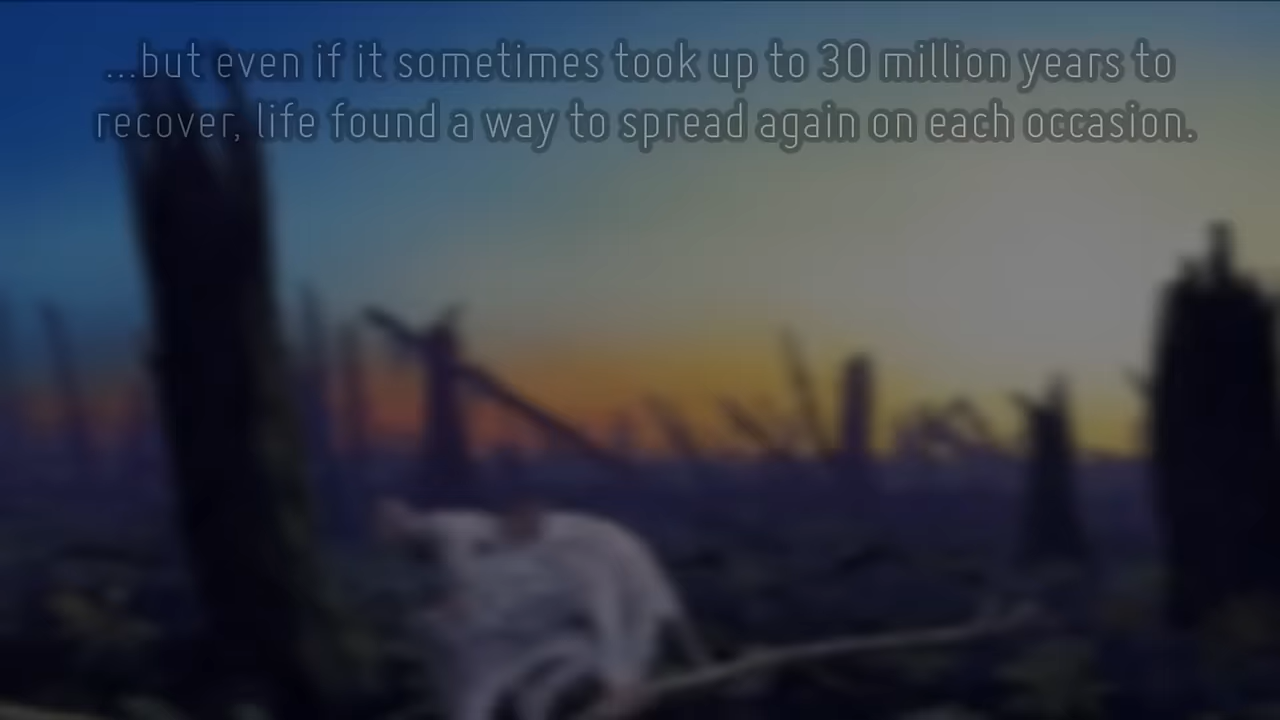 ...but even if it sometimes took up to 30 million years to
recover, life found a way to spread again on each occasion.